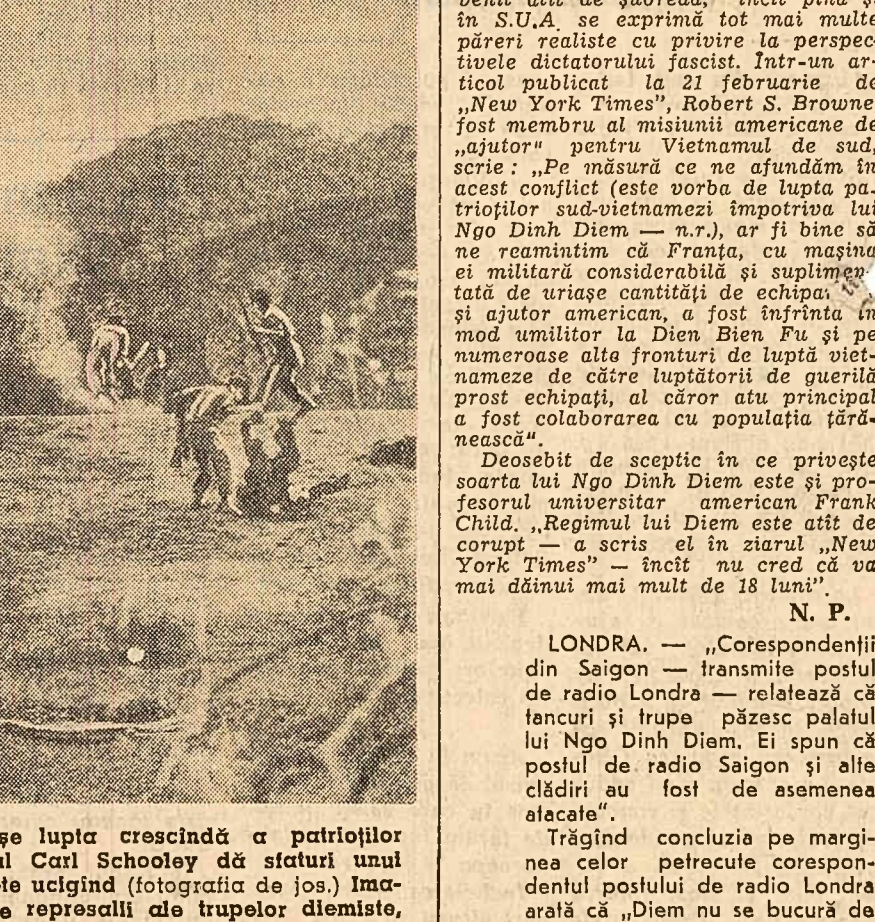 în S.U.A. se exprimă tot mai multe
păreri realiste cu privire la perspec-
tivele dictatorului fascist. Într-un ar-
ticol publicat la 21 februarie de
„New York Times”, Robert S. Browne
fost membru al misiunii americane de
„ajutor” pentru Vietnamul de sud,
scrie : „Pe măsură ce ne afundăm în
acest conflict (este vorba de lupta pa-
trioților sud-vietnamezi împotriva lui
Ngo Dinh Diem — n.r.), ar fi bine să
ne reamintim că Franța, cu mașina
ei militară considerabilă și suplimen-
tată de uriașe cantități de
și ajutor american, a fost înfrînta în
mod umilitor la Dien Bien Fu și pe
numeroase alte fronturi de luptă viet-
nameze de către luptătorii de guerilă
prost echipați, al căror atu principal
a fost colaborarea cu populația țără-
nească”.
Deosebit de sceptic în ce privește
soarta lui Ngo Dinh Diem este și pro-
fesorul universitar american Frank
Child. „Regimul lui Diem este atît de
corupt — a scris el în ziarul „New
York Times” — încît nu cred că va
mai dăinui mai mult de 18 luni”.
N. P.
LONDRA. — „Corespondenții
din Saigon — transmite postul
de radio Londra — relatează că
tancuri și trupe păzesc palatul
lui Ngo Dinh Diem. Ei spun că
postul de radio Saigon și alte
clădiri au fost de asemenea
atacate”.
Trăgînd concluzia pe margi-
nea celor petrecute corespon-
dentul postului de radio Londra
arată că „Diem nu se bucură de
șe lupta crescîndă a patrioților
ul Carl Schooley dă sfaturi unui
te ucigînd (fotografia de jos.) Ima-
e represalii ale trupelor diemiste,